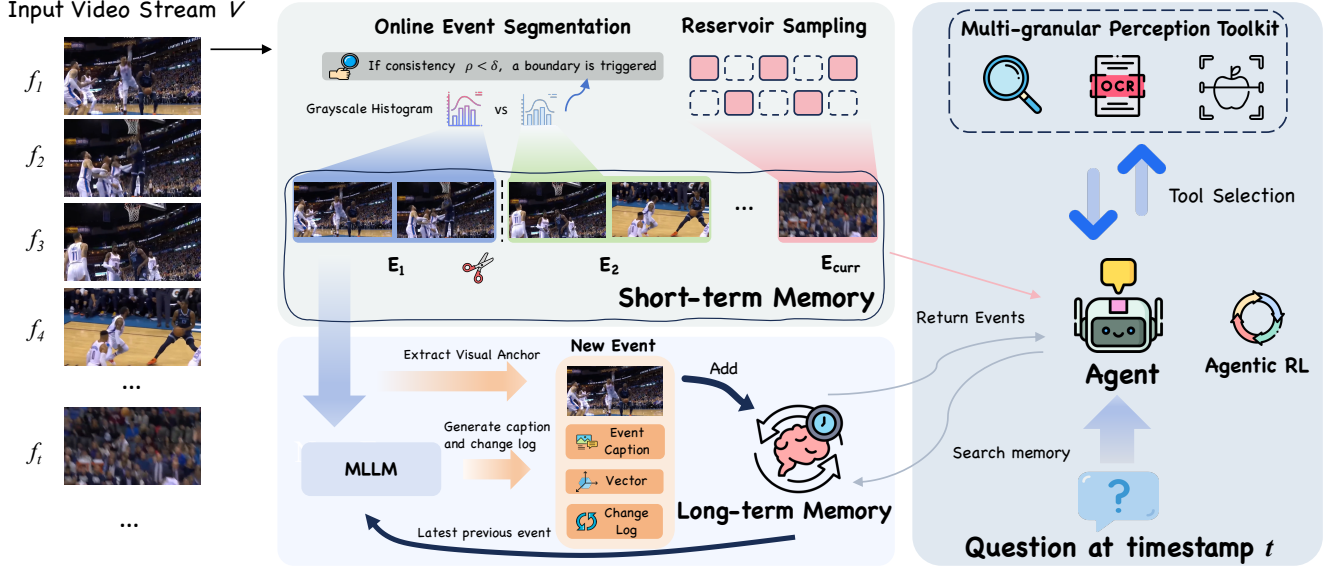 Input Video Stream V
f1
f2
f3
f4
...
ft
...
Online Event Segmentation
If consistency ρ < δ, a boundary is triggered
Grayscale Histogram
vs
Reservoir Sampling
...
E1
E2
Ecurr
Short-term Memory
Extract Visual Anchor
Generate caption
and change log
MLLM
New Event
Event
Caption
Vector
Change
Log
Add
Long-term Memory
Latest previous event
Multi-granular Perception Toolkit
OCR
Tool Selection
Return Events
Agent
Agentic RL
Search memory
?
Question at timestamp t